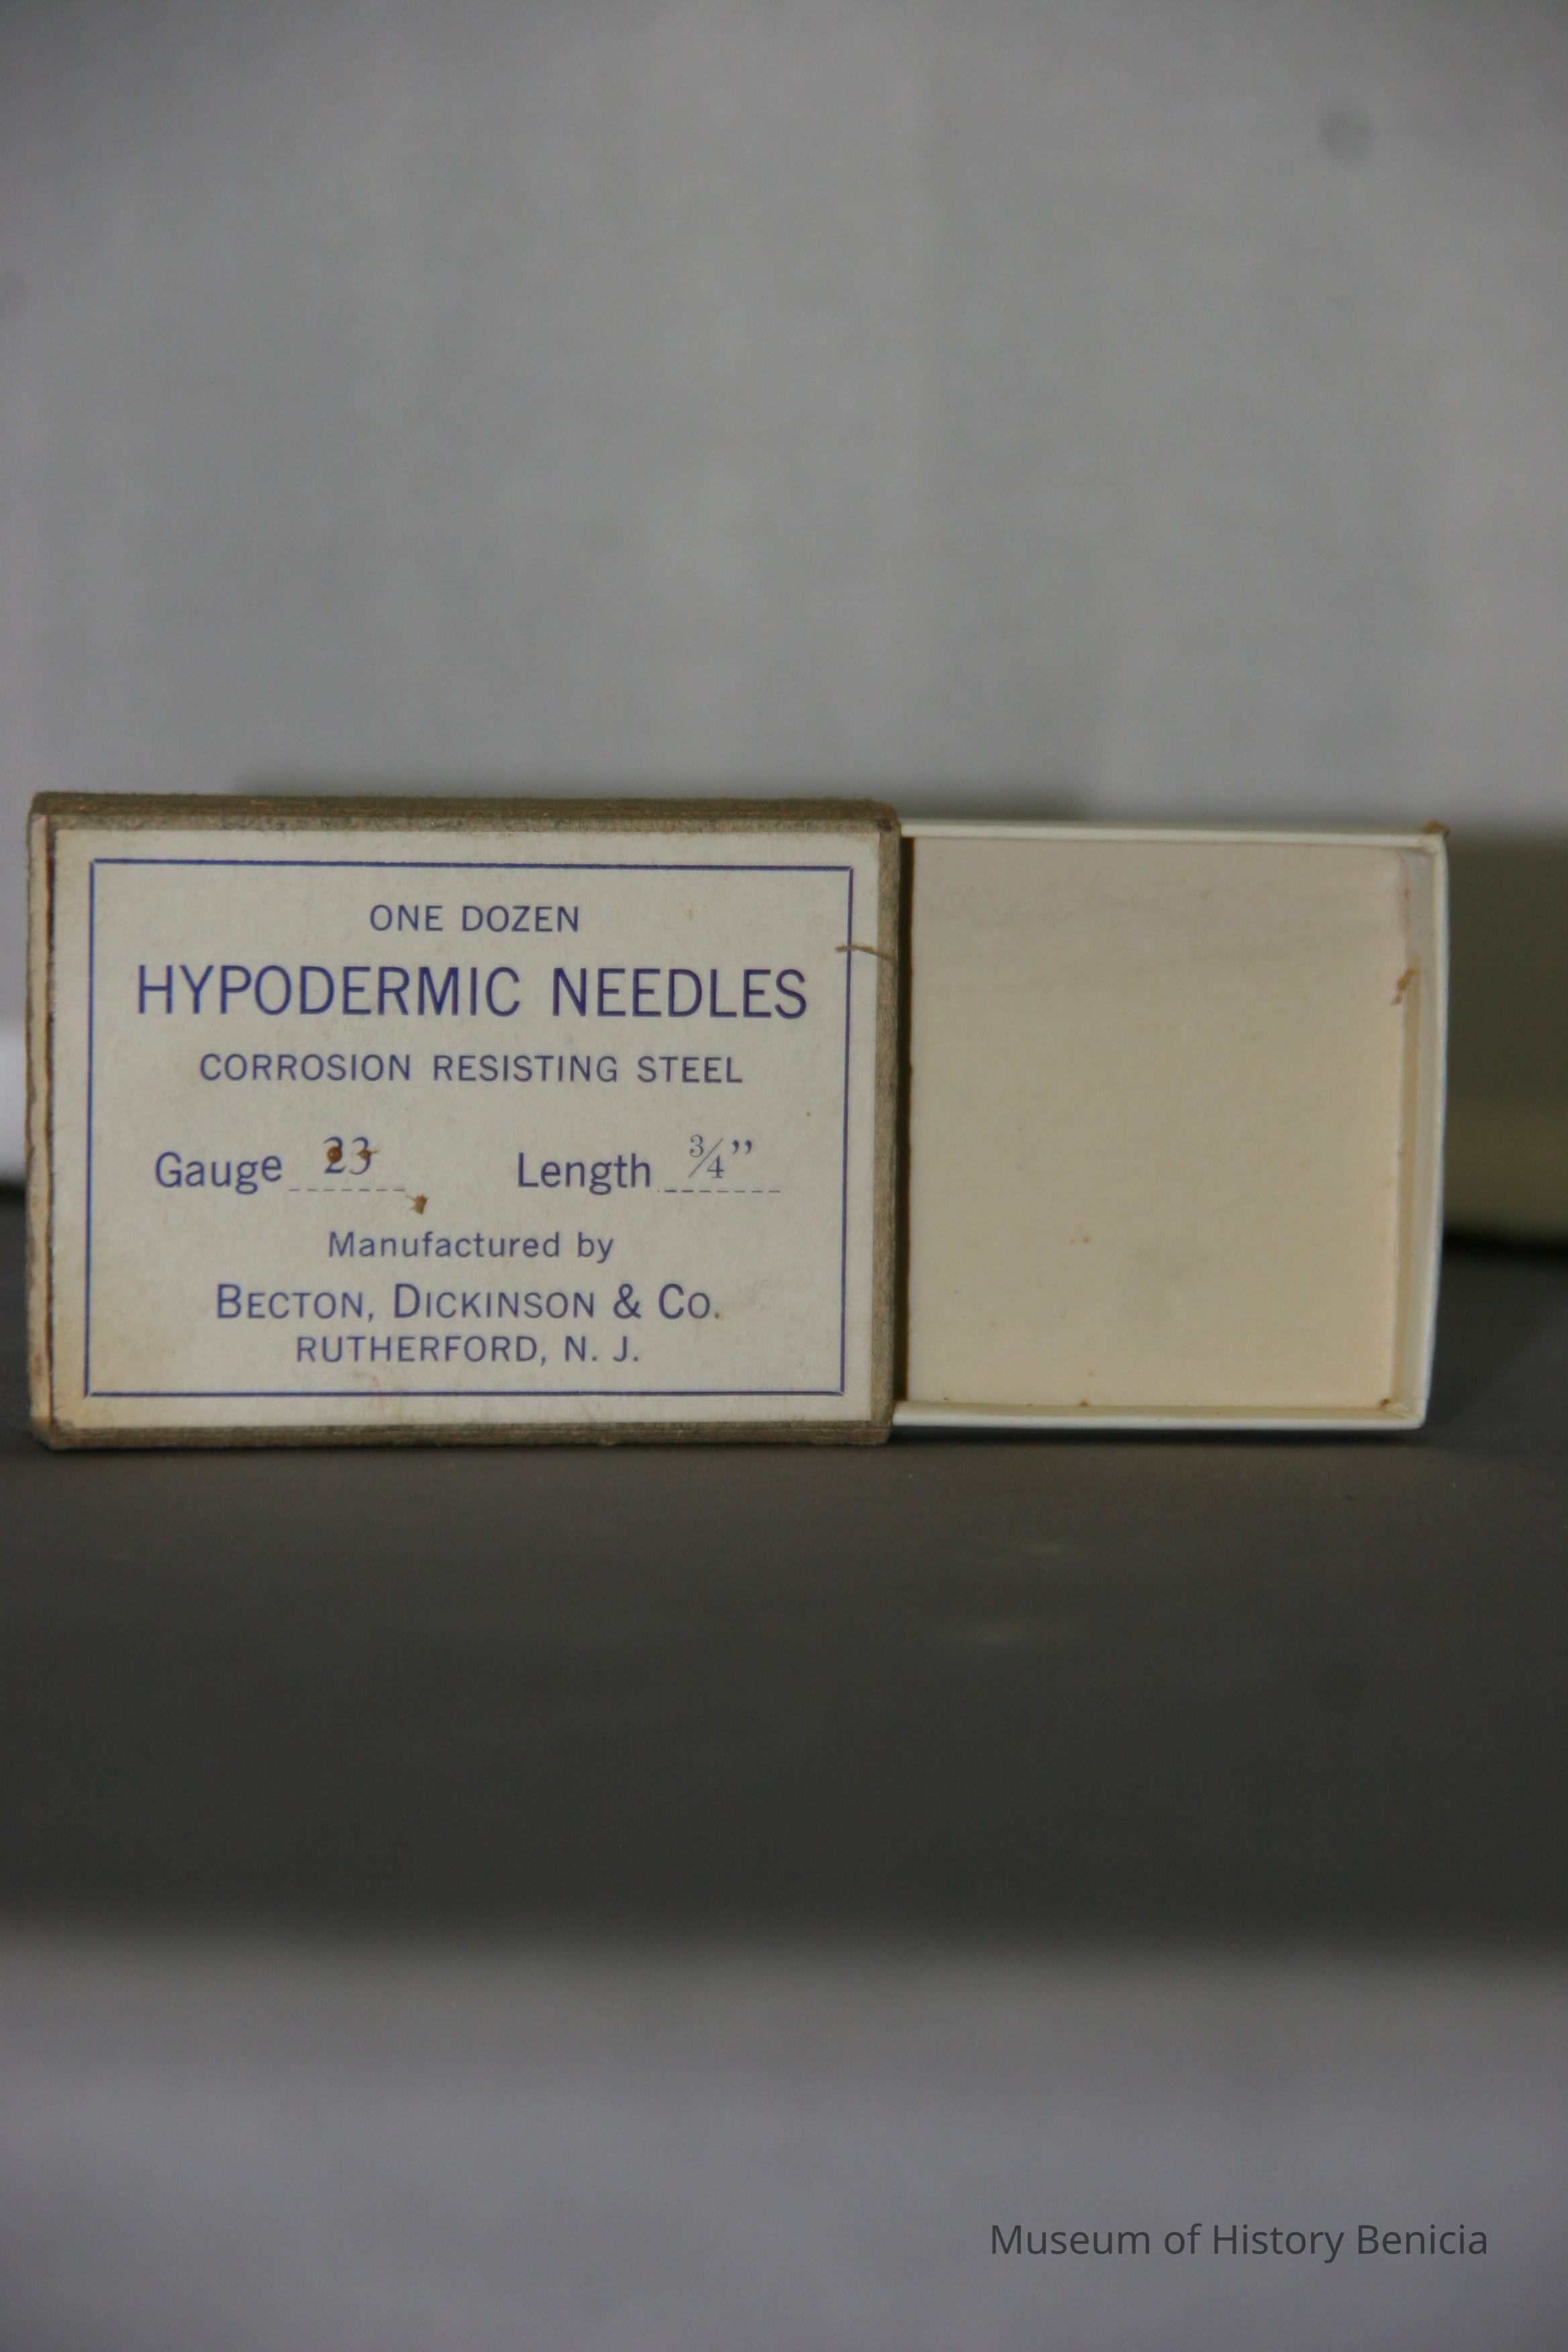 ONE DOZEN
HYPODERMIC NEEDLES
CORROSION RESISTING STEEL
Gauge 23 Length 3/4”
Manufactured by
BECTON, DICKINSON & CO.
RUTHERFORD, N. J.
Museum of History Benicia